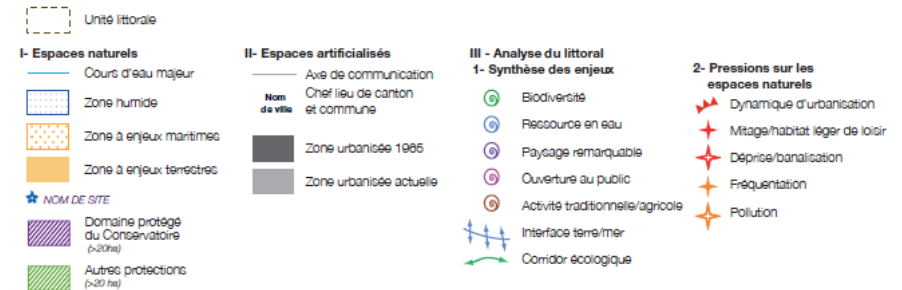 Unité littorale
I- Espaces naturels
Cours d'eau majeur
Zone humide
Zone à enjeux maritimes
Zone à enjeux terrestres
NOM DE SITE
Domaine protégé
du Conservatoire
(>20ha)
Autres protections
(>20 ha)
II- Espaces artificialisés
Axe de communication
Nom
de ville
Chef lieu de canton
et commune
Zone urbanisée 1965
Zone urbanisée actuelle
III - Analyse du littoral
1- Synthèse des enjeux
Biodiversité
Ressource en eau
Paysage remarquable
Ouverture au public
Activité traditionnelle/agricole
Interface terre/mer
Corridor écologique
2- Pressions sur les
espaces naturels
Dynamique d'urbanisation
Mitage/habitat léger de loisir
Déprise/banalisation
Fréquentation
Pollution